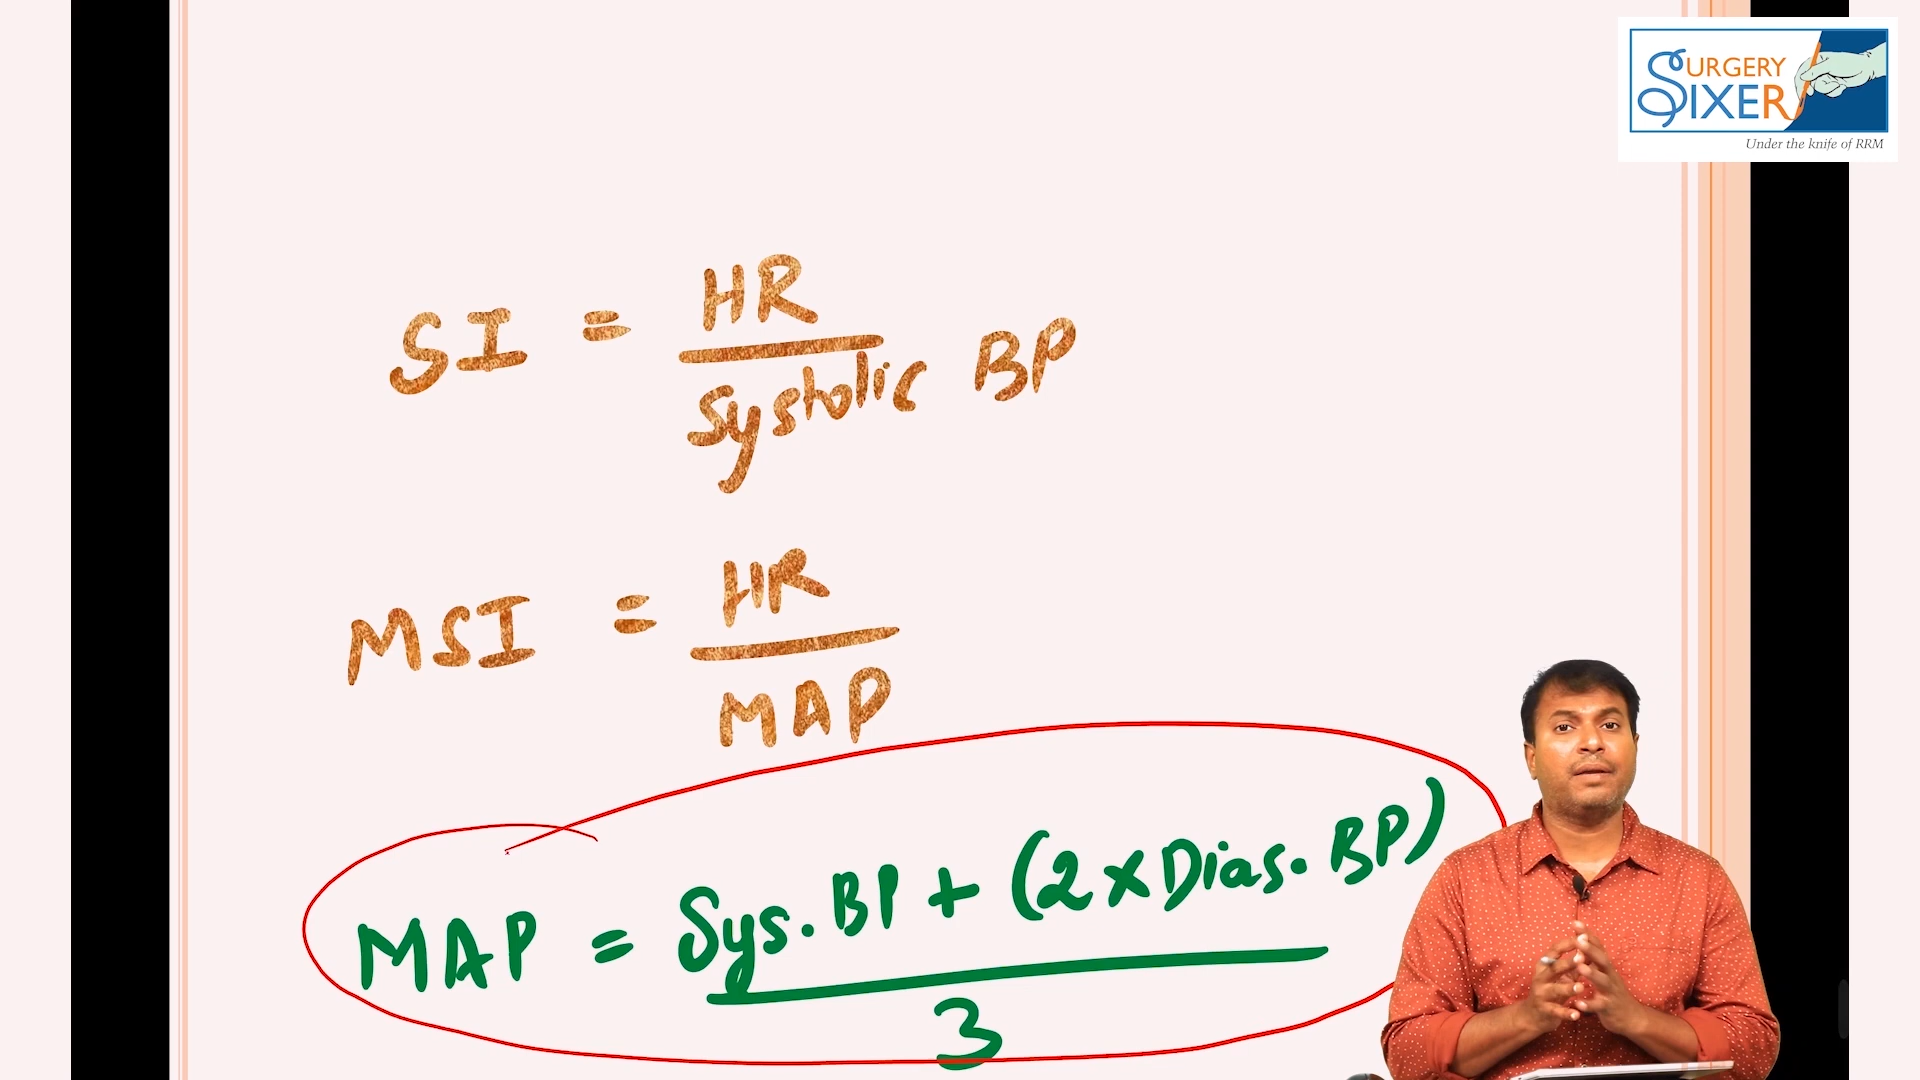 SURGERY
SIXER
Under the knife of RRM
SI = HR
Systolic BP
MSI = HR
MAP
MAP = Sys. BP + (2 x Dias. BP)
3